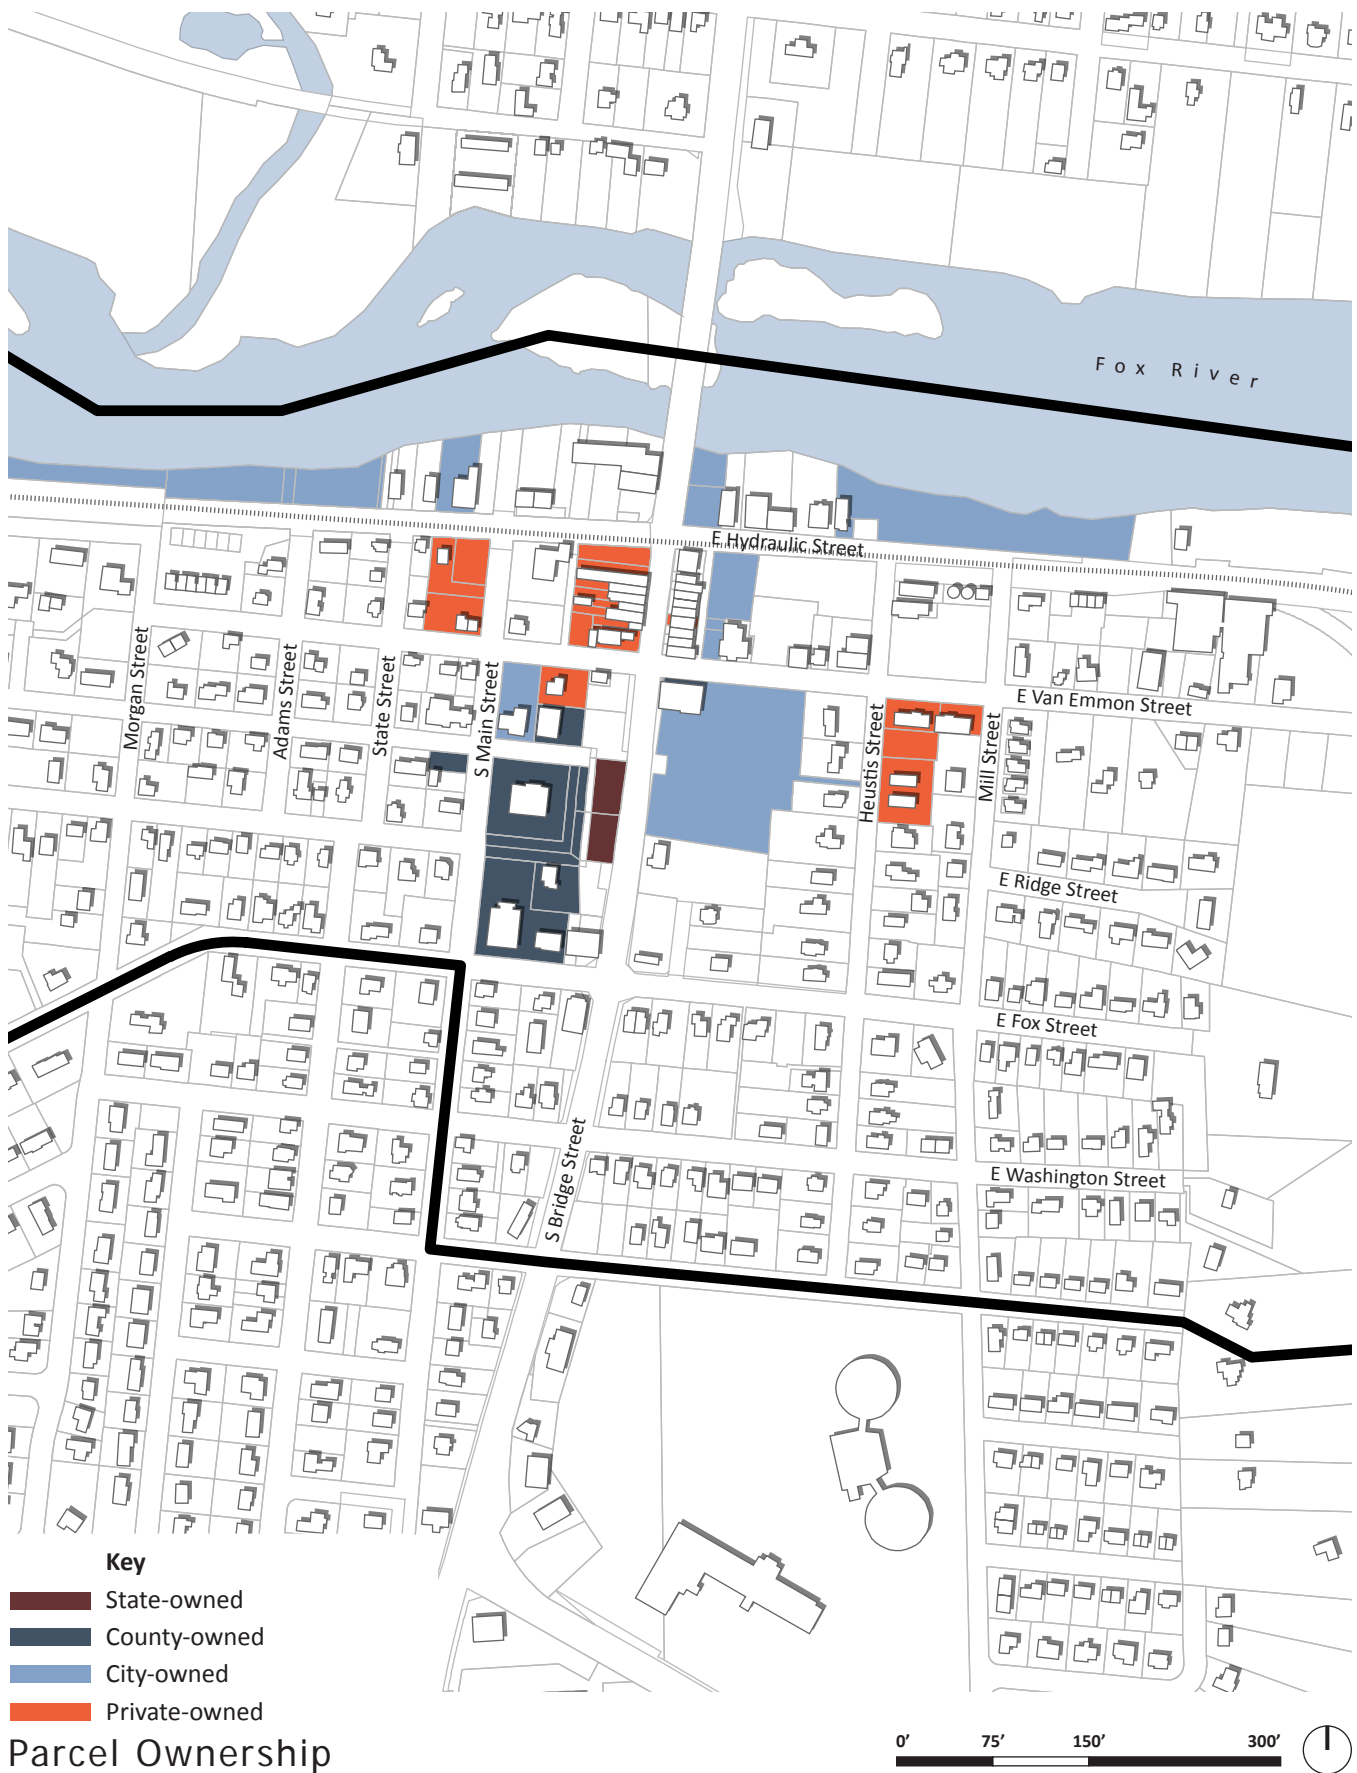 Fox River
E Hydraulic Street
E Van Emmon Street
Morgan Street
Adams Street
State Street
S Main Street
Heustis Street
Mill Street
E Ridge Street
E Fox Street
E Washington Street
S Bridge Street
Key
State-owned
County-owned
City-owned
Private-owned
Parcel Ownership
0' 75' 150' 300'